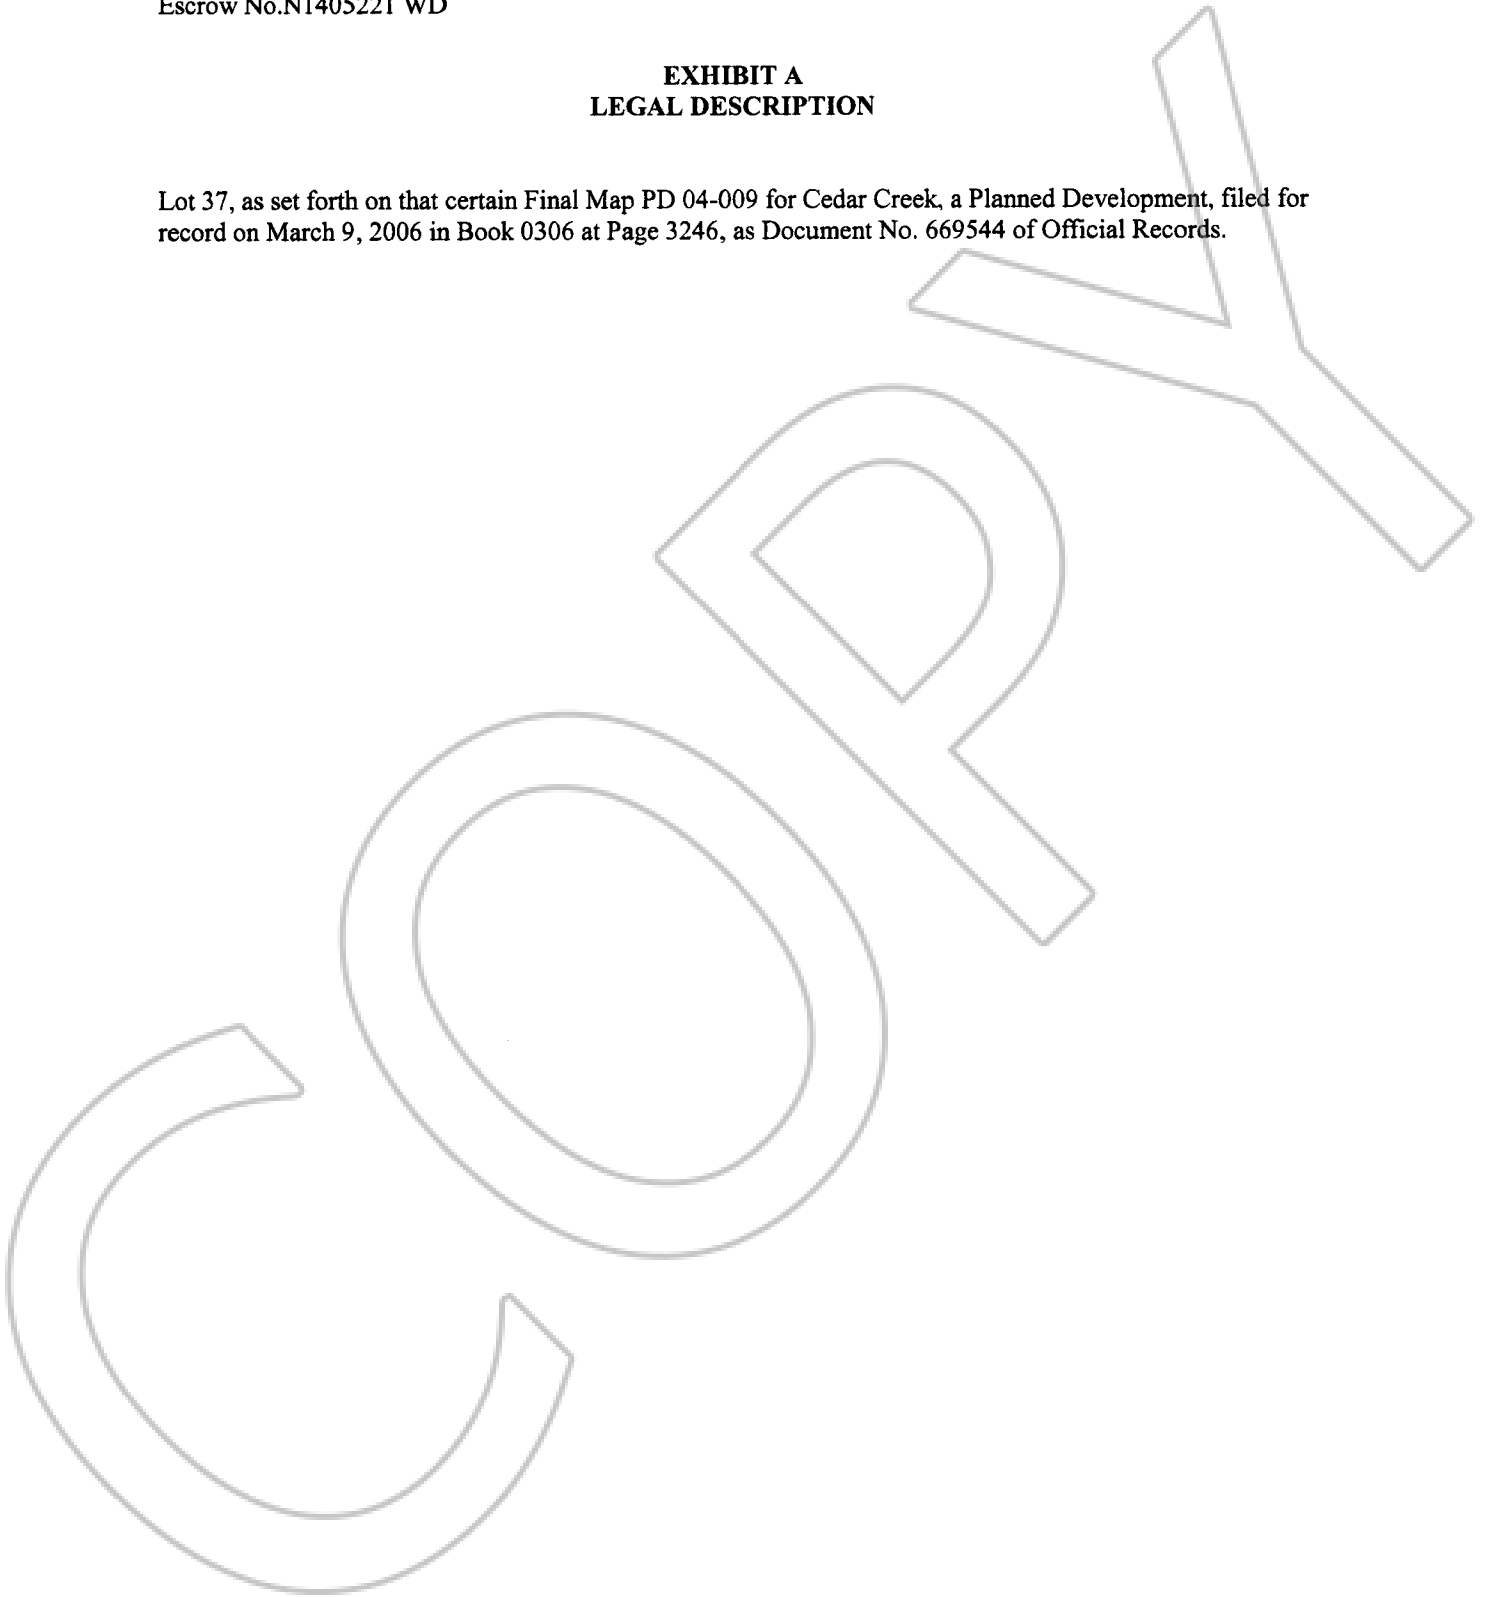 Escrow No.N1405221 WD
EXHIBIT A
LEGAL DESCRIPTION
Lot 37, as set forth on that certain Final Map PD 04-009 for Cedar Creek, a Planned Development, filed for
record on March 9, 2006 in Book 0306 at Page 3246, as Document No. 669544 of Official Records.
COPY